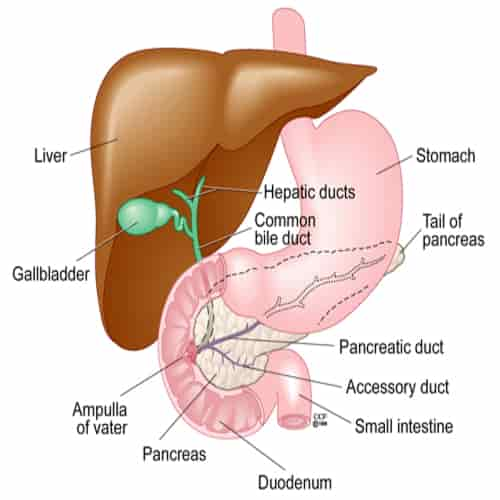 Liver
Stomach
Hepatic ducts
Common
bile duct
Tail of
pancreas
Gallbladder
Pancreatic duct
Accessory duct
Ampulla
of vater
Small intestine
CCF
Pancreas
Duodenum